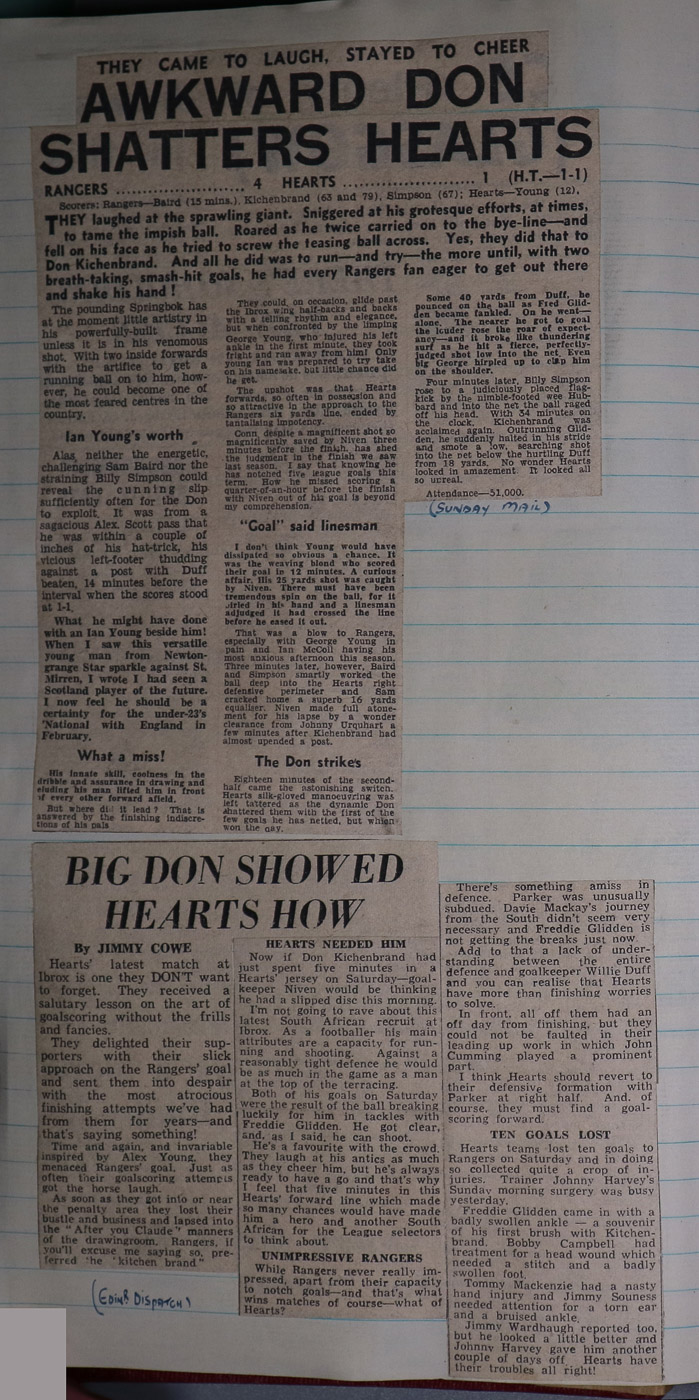 THEY CAME TO LAUGH, STAYED TO CHEER
AWKWARD DON
SHATTERS HEARTS
RANGERS ........................ 4 HEARTS ........................ 1 (H.T.—1-1)
Scorers: Rangers—Baird (15 mins.), Kichenbrand (63 and 79), Simpson (67); Hearts—Young (12).
THEY laughed at the sprawling giant. Sniggered at his grotesque efforts, at times,
to tame the impish ball. Roared as he twice carried on to the bye-line—and
fell on his face as he tried to screw the teasing ball across. Yes, they did that to
Don Kichenbrand. And all he did was to run—and try—the more until, with two
breath-taking, smash-hit goals, he had every Rangers fan eager to get out there
and shake his hand !
The pounding Springbok has
at the moment little artistry in
his powerfully-built frame
unless it is in his venomous
shot. With two inside forwards
with the artifice to get a
running ball on to him, how-
ever, he could become one of
the most feared centres in the
country.
Ian Young's worth
Alas, neither the energetic,
challenging Sam Baird nor the
straining Billy Simpson could
reveal the cunning slip
sufficiently often for the Don
to exploit. It was from a
sagacious Alex. Scott pass that
he was within a couple of
inches of his hat-trick, his
vicious left-footer thudding
against a post with Duff
beaten, 14 minutes before the
interval when the scores stood
at 1-1.
What he might have done
with an Ian Young beside him!
When I saw this versatile
young man from Newton-
grange Star sparkle against St.
Mirren, I wrote I had seen a
Scotland player of the future.
I now feel he should be a
certainty for the under-23's
National with England in
February.
What a miss!
His innate skill, coolness in the
dribble and assurance in drawing and
eluding his man lifted him in front
of every other forward afield.
But where did it lead ? That is
answered by the finishing indiscre-
tions of his pals
They could, on occasion, glide past
the Ibrox wing half-backs and backs
with a telling rhythm and elegance,
but when confronted by the limping
George Young, who injured his left
ankle in the first minute, they took
fright and ran away from him! Only
young Ian was prepared to try take
on his namesake, but little chance did
he get.
The upshot was that Hearts
forwards, so often in possession and
so attractive in the approach to the
Rangers six yards line, ended by
tantalising impotency.
Conn, despite a magnificent shot so
magnificently saved by Niven three
minutes before the finish, has shed
the judgment in the finish we saw
last season. I say that knowing he
has notched five league goals this
term. How he missed scoring a
quarter-of-an-hour before the finish
with Niven out of his goal is beyond
my comprehension.
"Goal" said linesman
I don't think Young would have
dissipated so obvious a chance. It
was the weaving blond who scored
their goal in 12 minutes. A curious
affair. His 25 yards shot was caught
by Niven. There must have been
tremendous spin on the ball, for it
in his hand and a linesman
adjudged it had crossed the line
before he eased it out.
That was a blow to Rangers,
especially with George Young in
pain and Ian McColl having his
most anxious afternoon this season.
Three minutes later, however, Baird
and Simpson smartly worked the
ball deep into the Hearts right
defensive perimeter and Sam
cracked home a superb 16 yards
equaliser. Niven made full atone-
ment for his lapse by a wonder
clearance from Johnny Urquhart a
few minutes after Kichenbrand had
almost upended a post.
The Don strikes
Eighteen minutes of the second-
half came the astonishing switch.
Hearts silk-gloved manoeuvring was
left tattered as the dynamic Don
shattered them with the first of the
few goals he has netted, but which
won the day.
Some 40 yards from Duff, he
pounced on the ball as Fred Glid-
den became fankled. On he went—
alone. The nearer he got to goal
the louder rose the roar of expect-
ancy—and it broke like thundering
surf as he hit a fierce, perfectly-
judged shot low into the net. Even
big George hirpled up to clap him
on the shoulder.
Four minutes later, Billy Simpson
rose to a judiciously placed flag-
kick by the nimble-footed wee Hub-
bard and into the net the ball raged
off his head. With 34 minutes on
the clock, Kichenbrand was
acclaimed again. Outrunning Glid-
den, he suddenly halted in his stride
and smote a low, searching shot
into the net below the hurtling Duff
from 18 yards. No wonder Hearts
looked in amazement. It looked all
so unreal.
Attendance—51,000.
(SUNDAY MAIL)
BIG DON SHOWED
HEARTS HOW
By JIMMY COWE
Hearts' latest match at
Ibrox is one they DON'T want
to forget. They received a
salutary lesson on the art of
goalscoring without the frills
and fancies.
They delighted their sup-
porters with their slick
approach on the Rangers' goal
and sent them into despair
with the most atrocious
finishing attempts we've had
from them for years—and
that's saying something!
Time and again, and invariable
inspired by Alex Young, they
menaced Rangers' goal. Just as
often their goalscoring attempts
got the horse laugh.
As soon as they got into or near
the penalty area they lost their
bustle and business and lapsed into
the "After you Claude" manners
of the drawingroom. Rangers, if
you'll excuse me saying so, pre-
ferred the "kitchen brand"
(EDINB DISPATCH)
HEARTS NEEDED HIM
Now if Don Kichenbrand had
just spent five minutes in a
Hearts' jersey on Saturday—goal-
keeper Niven would be thinking
he had a slipped disc this morning.
I'm not going to rave about this
latest South African recruit at
Ibrox. As a footballer his main
attributes are a capacity for run-
ning and shooting. Against a
reasonably tight defence he would
be as much in the game as a man
at the top of the terracing.
Both of his goals on Saturday
were the result of the ball breaking
luckily for him in tackles with
Freddie Glidden. He got clear,
and, as I said, he can shoot.
He's a favourite with the crowd.
They laugh at his antics as much
as they cheer him, but he's always
ready to have a go and that's why
I feel that five minutes in this
Hearts' forward line which made
so many chances would have made
him a hero and another South
African for the League selectors
to think about.
UNIMPRESSIVE RANGERS
While Rangers never really im-
pressed, apart from their capacity
to notch goals—and that's what
wins matches of course—what of
Hearts?
There's something amiss in
defence. Parker was unusually
subdued. Davie Mackay's journey
from the South didn't seem very
necessary and Freddie Glidden is
not getting the breaks just now.
Add to that a lack of under-
standing between the entire
defence and goalkeeper Willie Duff
and you can realise that Hearts
have more than finishing worries
to solve.
In front, all off them had an
off day from finishing, but they
could not be faulted in their
leading up work in which John
Cumming played a prominent
part.
I think Hearts should revert to
their defensive formation with
Parker at right half. And, of
course, they must find a goal-
scoring forward.
TEN GOALS LOST
Hearts teams lost ten goals to
Rangers on Saturday and in doing
so collected quite a crop of in-
juries. Trainer Johnny Harvey's
Sunday morning surgery was busy
yesterday.
Freddie Glidden came in with a
badly swollen ankle — a souvenir
of his first brush with Kitchen-
brand. Bobby Campbell had
treatment for a head wound which
needed a stitch and a badly
swollen foot.
Tommy Mackenzie had a nasty
hand injury and Jimmy Souness
needed attention for a torn ear
and a bruised ankle.
Jimmy Wardhaugh reported too,
but he looked a little better and
Johnny Harvey gave him another
couple of days off. Hearts have
their troubles all right!